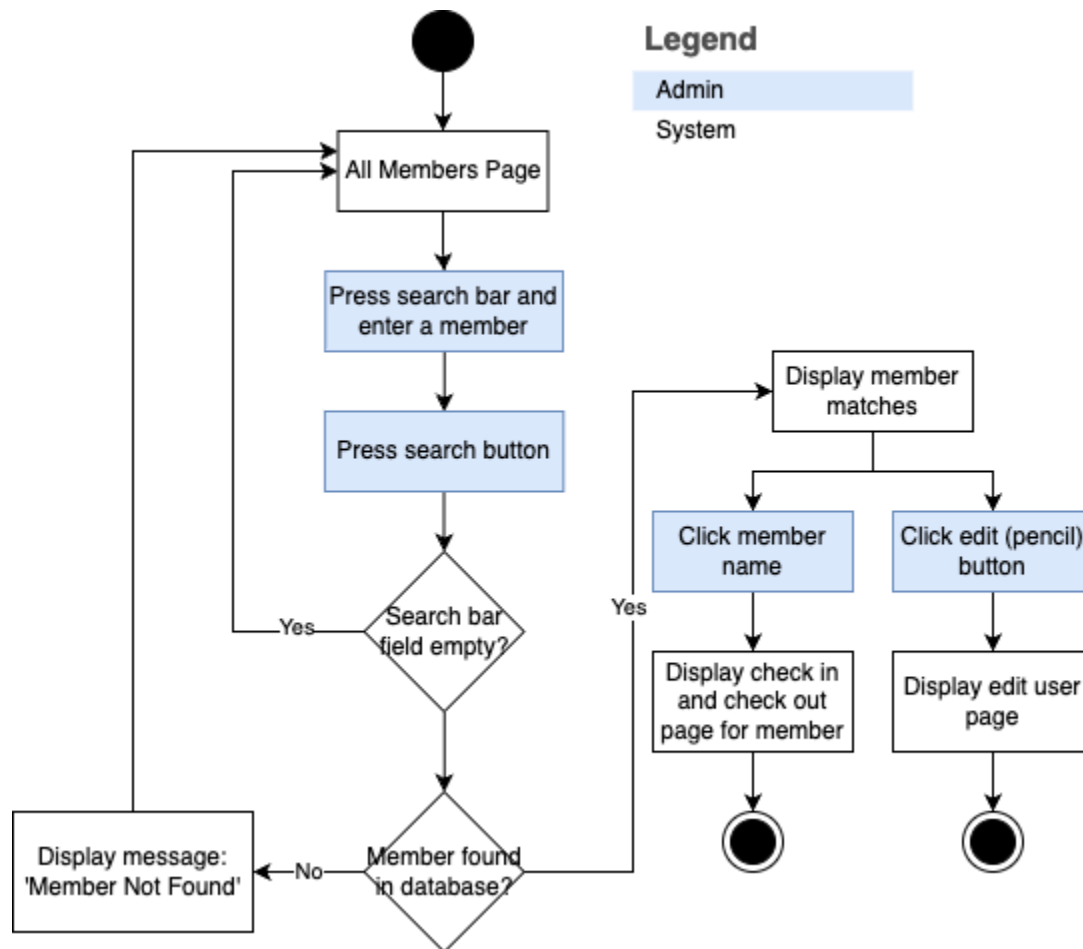 Legend
Admin
System
All Members Page
Press search bar and
enter a member
Press search button
Search bar
field empty?
Yes
Member found
in database?
No
Display message:
'Member Not Found'
Yes
Display member
matches
Click member
name
Click edit (pencil)
button
Display check in
and check out
page for member
Display edit user
page